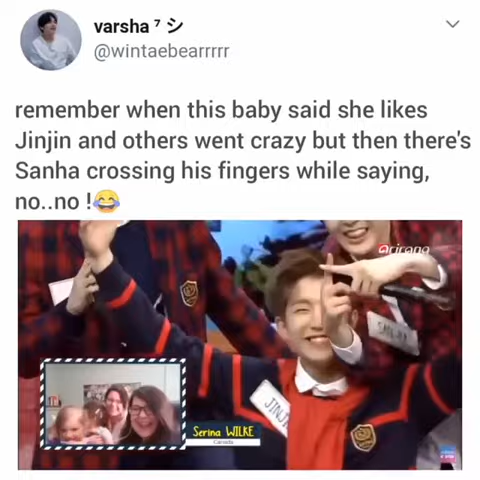 varsha ⁷ シ
@wintaebearrrrr
remember when this baby said she likes
Jinjin and others went crazy but then there's
Sanha crossing his fingers while saying,
no..no !😂
arirang
JINJI
Serina WILKE
Canada